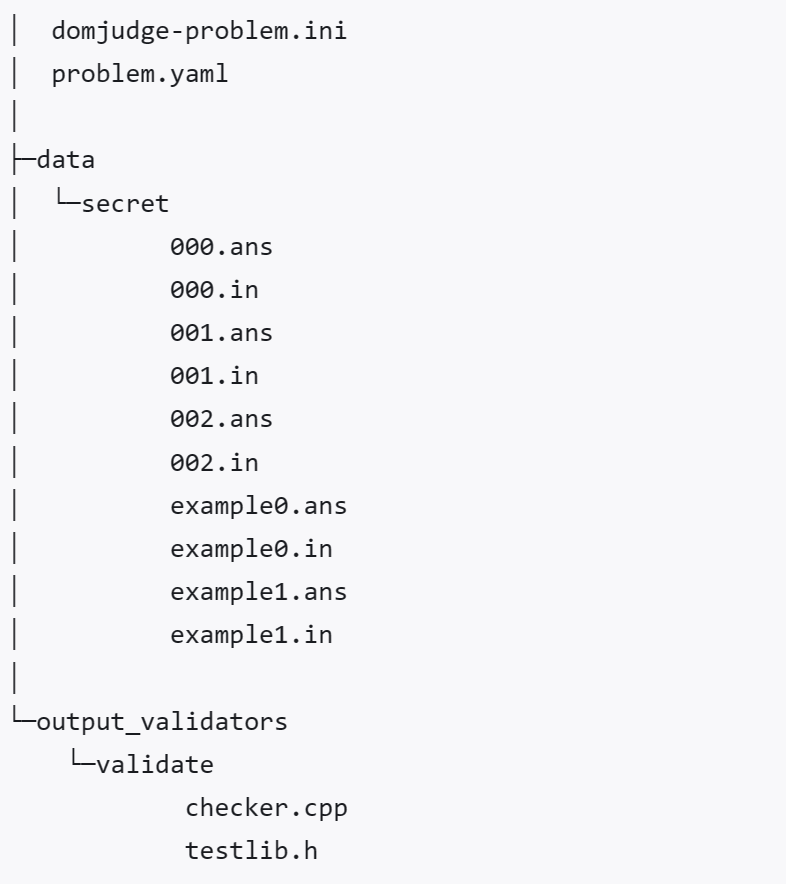 │  domjudge-problem.ini
│  problem.yaml
│
├─data
│  └─secret
│          000.ans
│          000.in
│          001.ans
│          001.in
│          002.ans
│          002.in
│          example0.ans
│          example0.in
│          example1.ans
│          example1.in
│
└─output_validators
    └─validate
            checker.cpp
            testlib.h